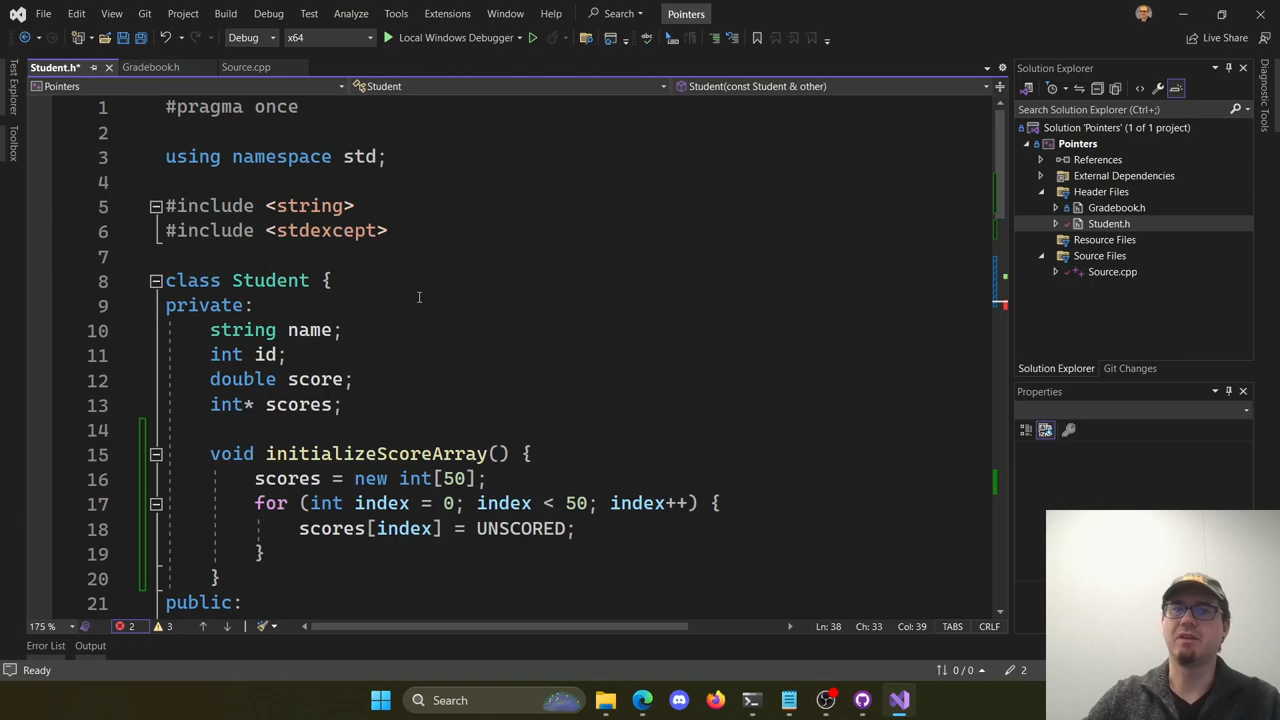 File Edit View Git Project Build Debug Test Analyze Tools Extensions Window Help Search Pointers
Debug x64 Local Windows Debugger Live Share
Student.h* Gradebook.h Source.cpp
Pointers Student Student(const Student & other)
Test Explorer
Toolbox
1 #pragma once
2
3 using namespace std;
4
5 #include <string>
6 #include <stdexcept>
7
8 class Student {
9 private:
10 string name;
11 int id;
12 double score;
13 int* scores;
14
15 void initializeScoreArray() {
16 scores = new int[50];
17 for (int index = 0; index < 50; index++) {
18 scores[index] = UNSCORED;
19 }
20 }
21 public:
175 % 2 3 Ln: 38 Ch: 33 Col: 39 TABS CRLF
Error List Output
Ready 0 / 0 2
Solution Explorer
Search Solution Explorer (Ctrl+;)
Solution 'Pointers' (1 of 1 project)
Pointers
References
External Dependencies
Header Files
Gradebook.h
Student.h
Resource Files
Source Files
Source.cpp
Solution Explorer Git Changes
Properties
Diagnostic Tools
Search